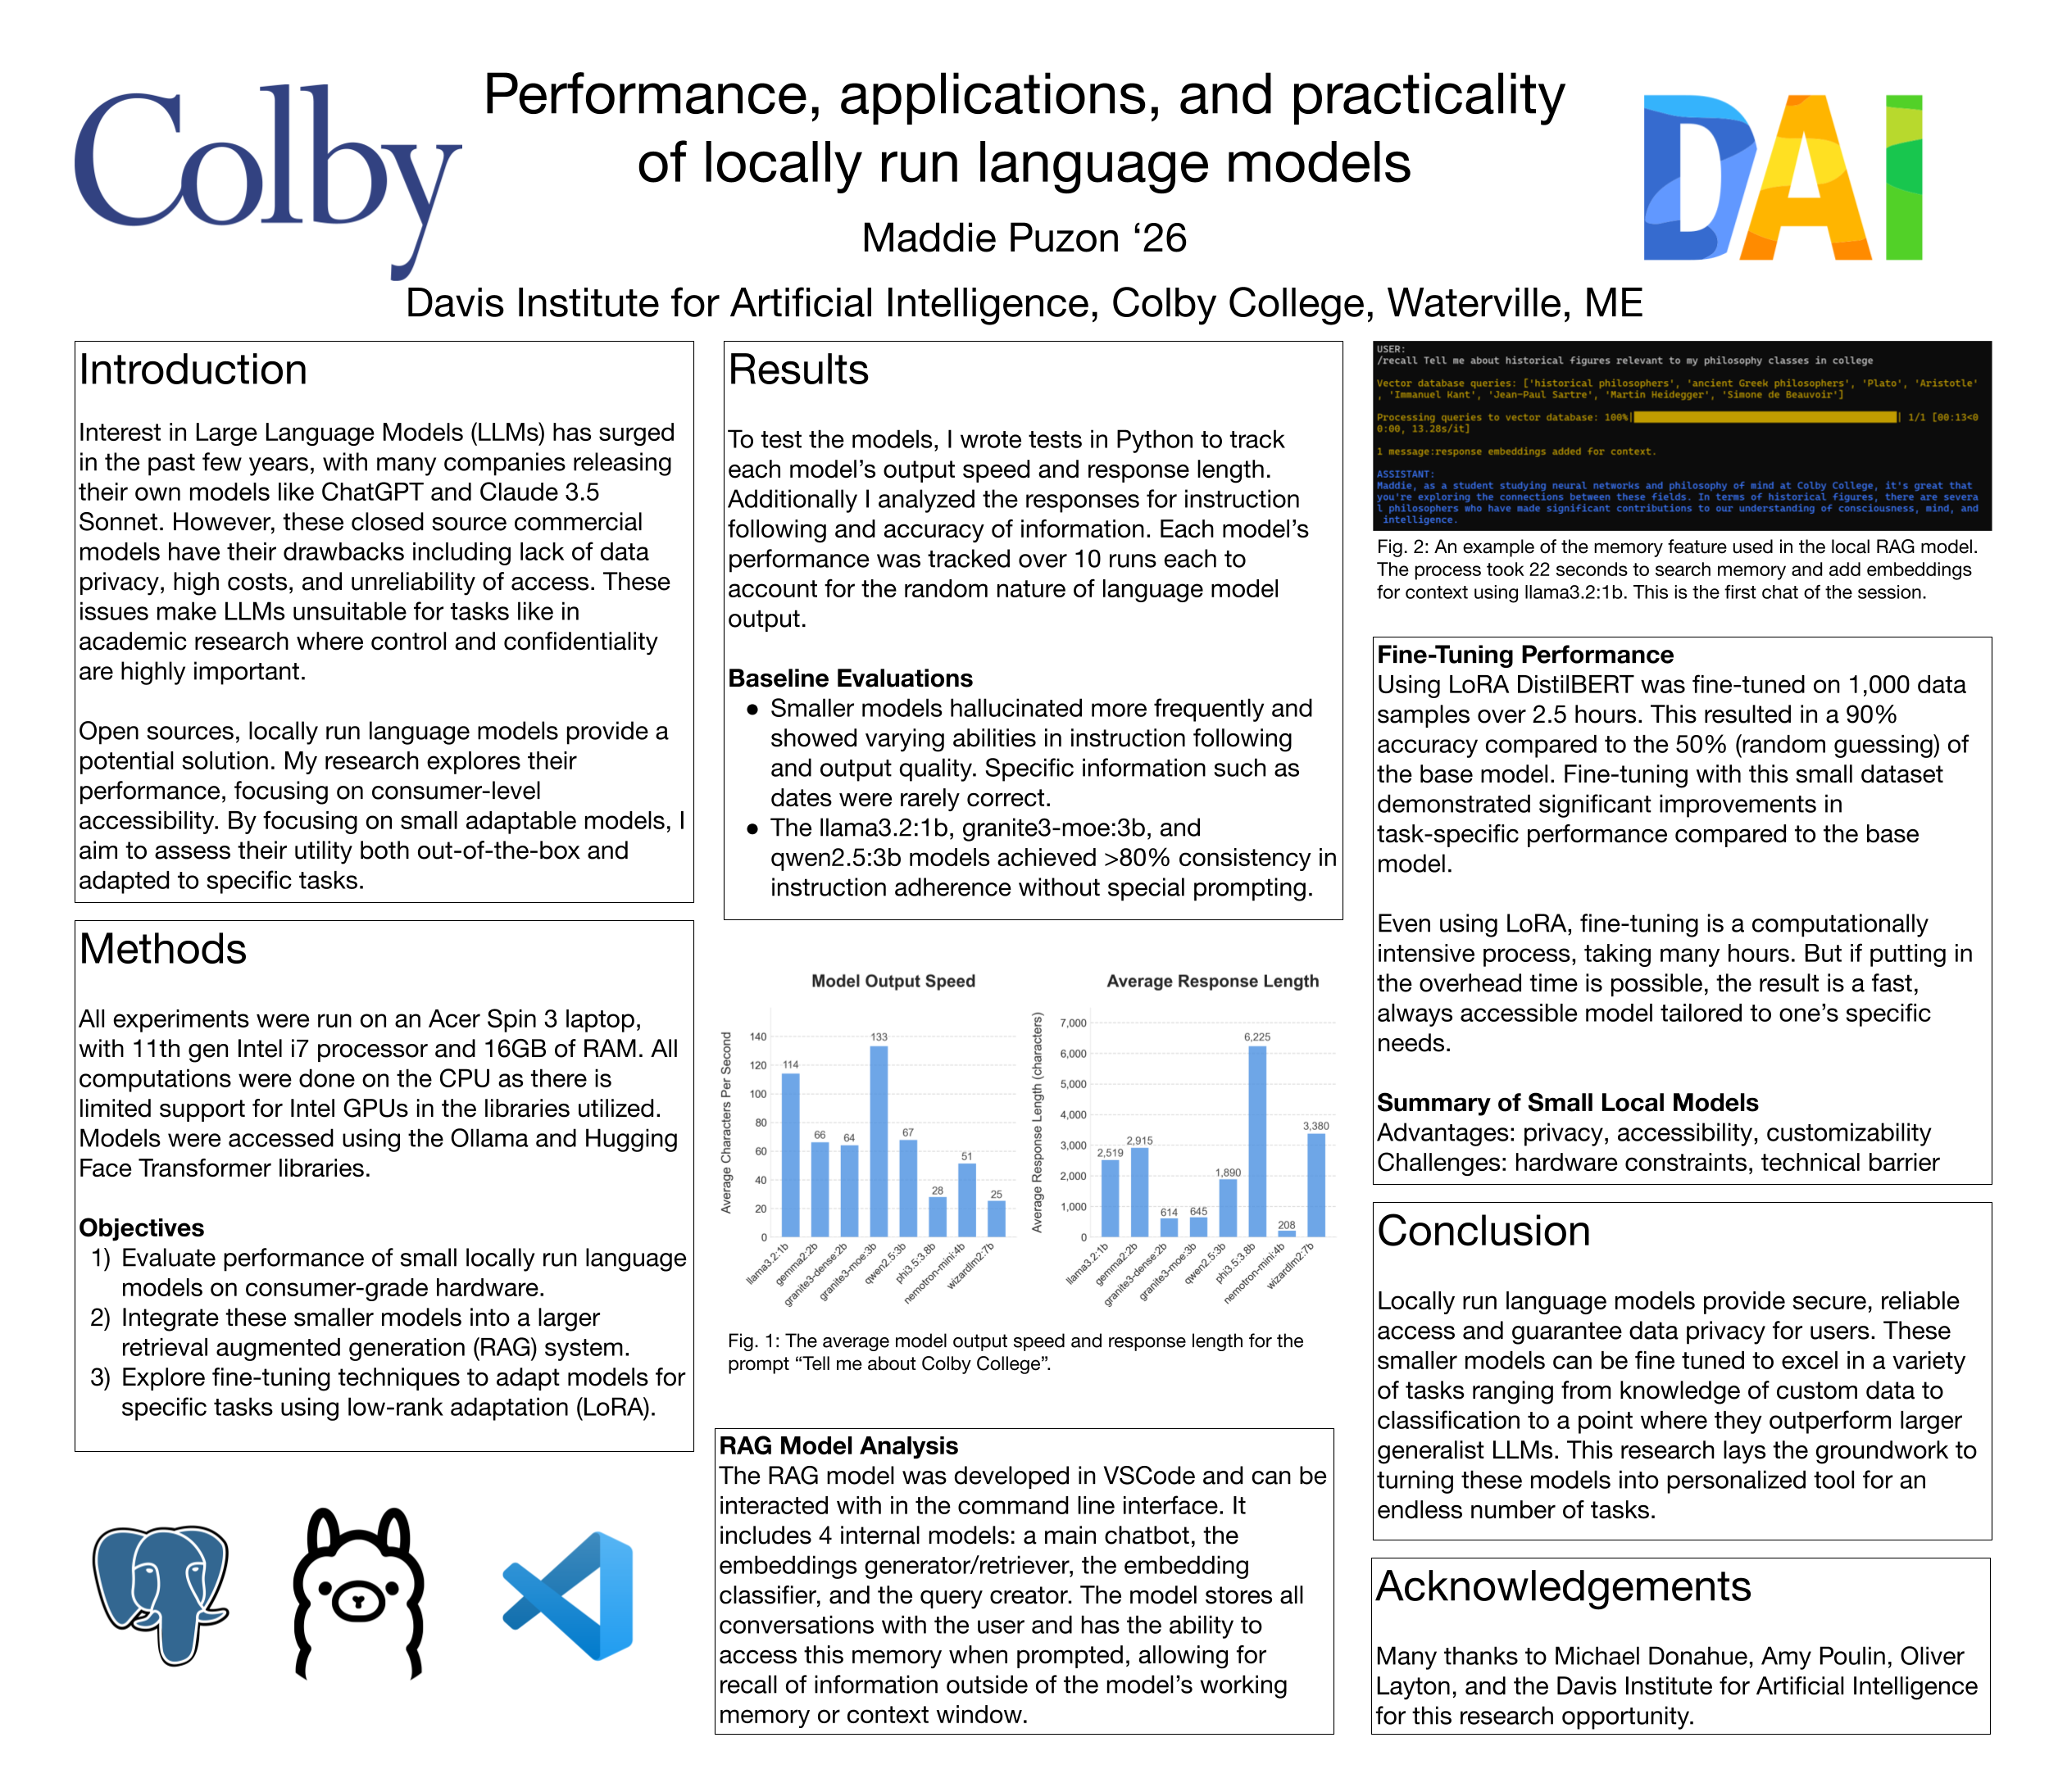 Colby
Performance, applications, and practicality
of locally run language models
Maddie Puzon ‘26
Davis Institute for Artificial Intelligence, Colby College, Waterville, ME
DAI
Introduction
Interest in Large Language Models (LLMs) has surged
in the past few years, with many companies releasing
their own models like ChatGPT and Claude 3.5
Sonnet. However, these closed source commercial
models have their drawbacks including lack of data
privacy, high costs, and unreliability of access. These
issues make LLMs unsuitable for tasks like in
academic research where control and confidentiality
are highly important.
Open sources, locally run language models provide a
potential solution. My research explores their
performance, focusing on consumer-level
accessibility. By focusing on small adaptable models, I
aim to assess their utility both out-of-the-box and
adapted to specific tasks.
Methods
All experiments were run on an Acer Spin 3 laptop,
with 11th gen Intel i7 processor and 16GB of RAM. All
computations were done on the CPU as there is
limited support for Intel GPUs in the libraries utilized.
Models were accessed using the Ollama and Hugging
Face Transformer libraries.
Objectives
1) Evaluate performance of small locally run language
models on consumer-grade hardware.
2) Integrate these smaller models into a larger
retrieval augmented generation (RAG) system.
3) Explore fine-tuning techniques to adapt models for
specific tasks using low-rank adaptation (LoRA).
Results
To test the models, I wrote tests in Python to track
each model’s output speed and response length.
Additionally I analyzed the responses for instruction
following and accuracy of information. Each model’s
performance was tracked over 10 runs each to
account for the random nature of language model
output.
Baseline Evaluations
● Smaller models hallucinated more frequently and
showed varying abilities in instruction following
and output quality. Specific information such as
dates were rarely correct.
● The llama3.2:1b, granite3-moe:3b, and
qwen2.5:3b models achieved >80% consistency in
instruction adherence without special prompting.
Model Output Speed
Average Characters Per Second
140
120
100
80
60
40
20
0
114
66
64
133
67
28
51
25
llama3.2:1b
gemma2:2b
granite3-dense:2b
granite3-moe:3b
qwen2.5:3b
phi3.5:3.8b
nemotron-mini:4b
wizardlm2:7b
Average Response Length
Average Response Length (characters)
7,000
6,000
5,000
4,000
3,000
2,000
1,000
0
2,519
2,915
614
645
1,890
6,225
208
3,380
llama3.2:1b
gemma2:2b
granite3-dense:2b
granite3-moe:3b
qwen2.5:3b
phi3.5:3.8b
nemotron-mini:4b
wizardlm2:7b
Fig. 1: The average model output speed and response length for the
prompt “Tell me about Colby College”.
RAG Model Analysis
The RAG model was developed in VSCode and can be
interacted with in the command line interface. It
includes 4 internal models: a main chatbot, the
embeddings generator/retriever, the embedding
classifier, and the query creator. The model stores all
conversations with the user and has the ability to
access this memory when prompted, allowing for
recall of information outside of the model’s working
memory or context window.
USER:
/recall Tell me about historical figures relevant to my philosophy classes in college
Vector database queries: ['historical philosophers', 'ancient Greek philosophers', 'Plato', 'Aristotle'
, 'Immanuel Kant', 'Jean-Paul Sartre', 'Martin Heidegger', 'Simone de Beauvoir']
Processing queries to vector database: 100%| | 1/1 [00:13<0
0:00, 13.28s/it]
1 message:response embeddings added for context.
ASSISTANT:
Maddie, as a student studying neural networks and philosophy of mind at Colby College, it's great that
you're exploring the connections between these fields. In terms of historical figures, there are severa
l philosophers who have made significant contributions to our understanding of consciousness, mind, and
intelligence.
Fig. 2: An example of the memory feature used in the local RAG model.
The process took 22 seconds to search memory and add embeddings
for context using llama3.2:1b. This is the first chat of the session.
Fine-Tuning Performance
Using LoRA DistilBERT was fine-tuned on 1,000 data
samples over 2.5 hours. This resulted in a 90%
accuracy compared to the 50% (random guessing) of
the base model. Fine-tuning with this small dataset
demonstrated significant improvements in
task-specific performance compared to the base
model.
Even using LoRA, fine-tuning is a computationally
intensive process, taking many hours. But if putting in
the overhead time is possible, the result is a fast,
always accessible model tailored to one’s specific
needs.
Summary of Small Local Models
Advantages: privacy, accessibility, customizability
Challenges: hardware constraints, technical barrier
Conclusion
Locally run language models provide secure, reliable
access and guarantee data privacy for users. These
smaller models can be fine tuned to excel in a variety
of tasks ranging from knowledge of custom data to
classification to a point where they outperform larger
generalist LLMs. This research lays the groundwork to
turning these models into personalized tool for an
endless number of tasks.
Acknowledgements
Many thanks to Michael Donahue, Amy Poulin, Oliver
Layton, and the Davis Institute for Artificial Intelligence
for this research opportunity.